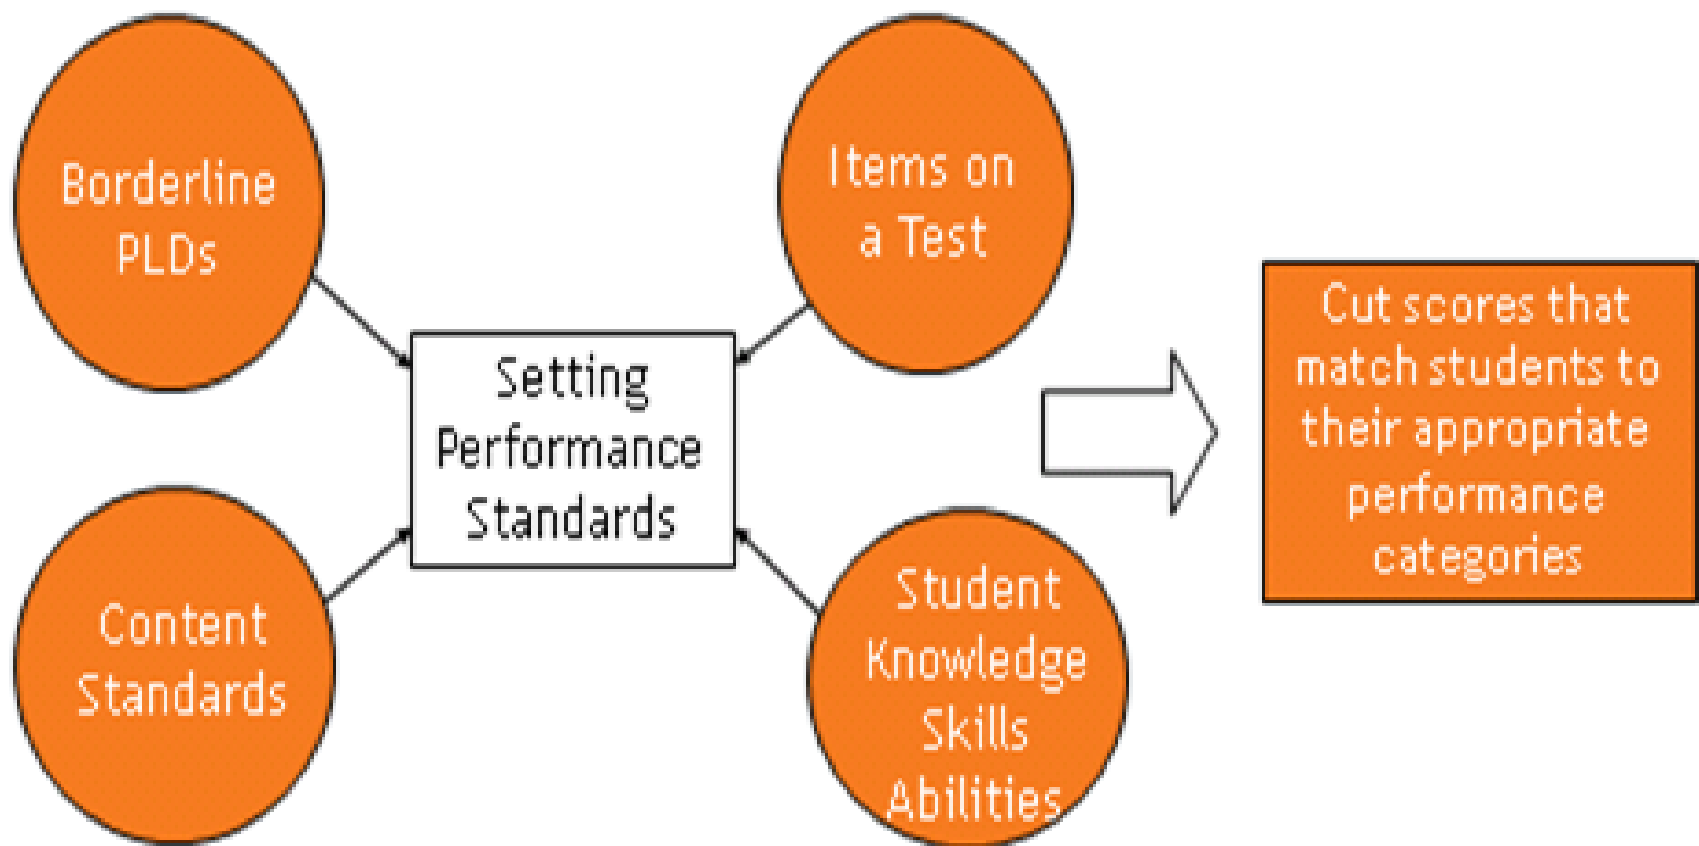 Borderline
PLDs
Items on
a Test
Setting
Performance
Standards
Content
Standards
Student
Knowledge
Skills
Abilities
Cut scores that
match students to
their appropriate
performance
categories